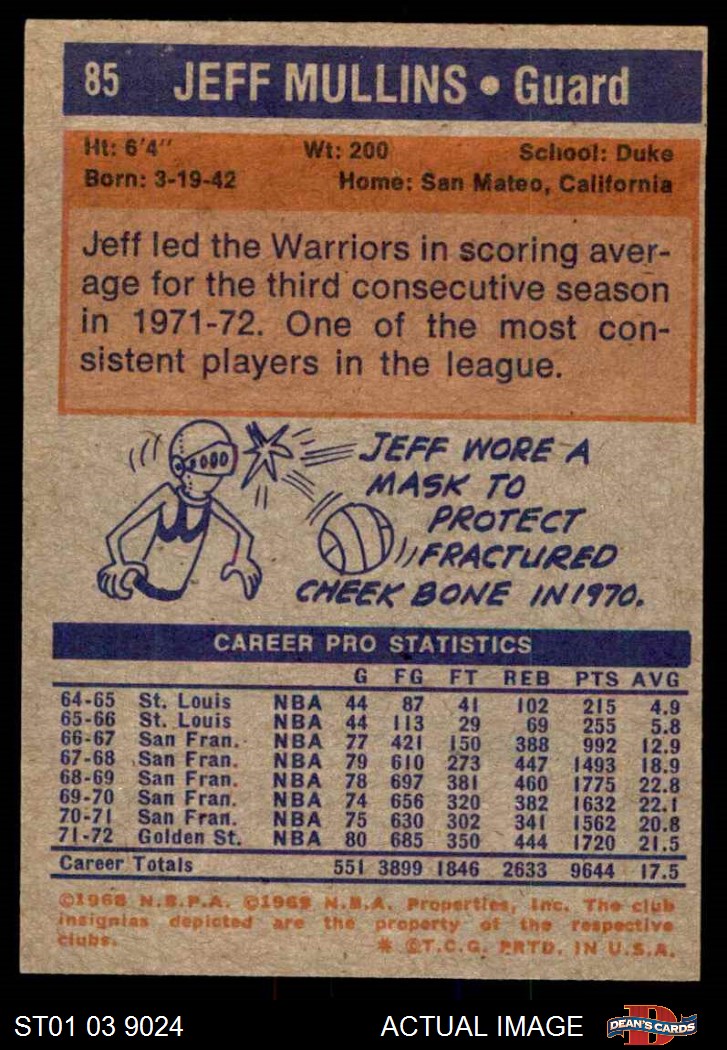 85 JEFF MULLINS • Guard
Ht: 6'4" Wt: 200 School: Duke
Born: 3-19-42 Home: San Mateo, California
Jeff led the Warriors in scoring aver-
age for the third consecutive season
in 1971-72. One of the most con-
sistent players in the league.
JEFF WORE A
MASK TO
PROTECT
FRACTURED
CHEEK BONE IN 1970.
CAREER PRO STATISTICS
G FG FT REB PTS AVG
64-65 St. Louis NBA 44 87 41 102 215 4.9
65-66 St. Louis NBA 44 113 29 69 255 5.8
66-67 San Fran. NBA 77 421 150 388 992 12.9
67-68 San Fran. NBA 79 610 273 447 1493 18.9
68-69 San Fran. NBA 78 697 381 460 1775 22.8
69-70 San Fran. NBA 74 656 320 382 1632 22.1
70-71 San Fran. NBA 75 630 302 341 1562 20.8
71-72 Golden St. NBA 80 685 350 444 1720 21.5
Career Totals 551 3899 1846 2633 9644 17.5
©1968 N.B.P.A. ©1969 N.B.A. Properties, Inc. The club
insignias depicted are the property of the respective
clubs. * ©T.C.G. PRTD. IN U.S.A.
ST01 03 9024 ACTUAL IMAGE D DEAN'S CARDS